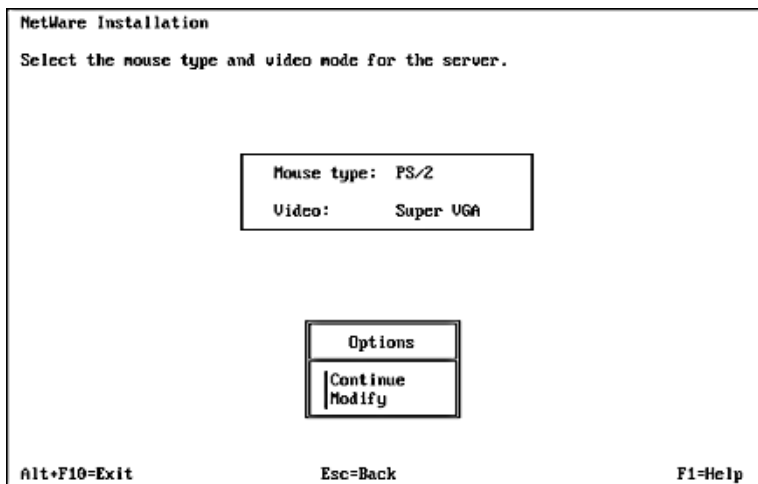 NetWare Installation
Select the mouse type and video mode for the server.
Mouse type: PS/2
Video: Super VGA
Options
Continue
Modify
Alt+F10=Exit Esc=Back F1=Help